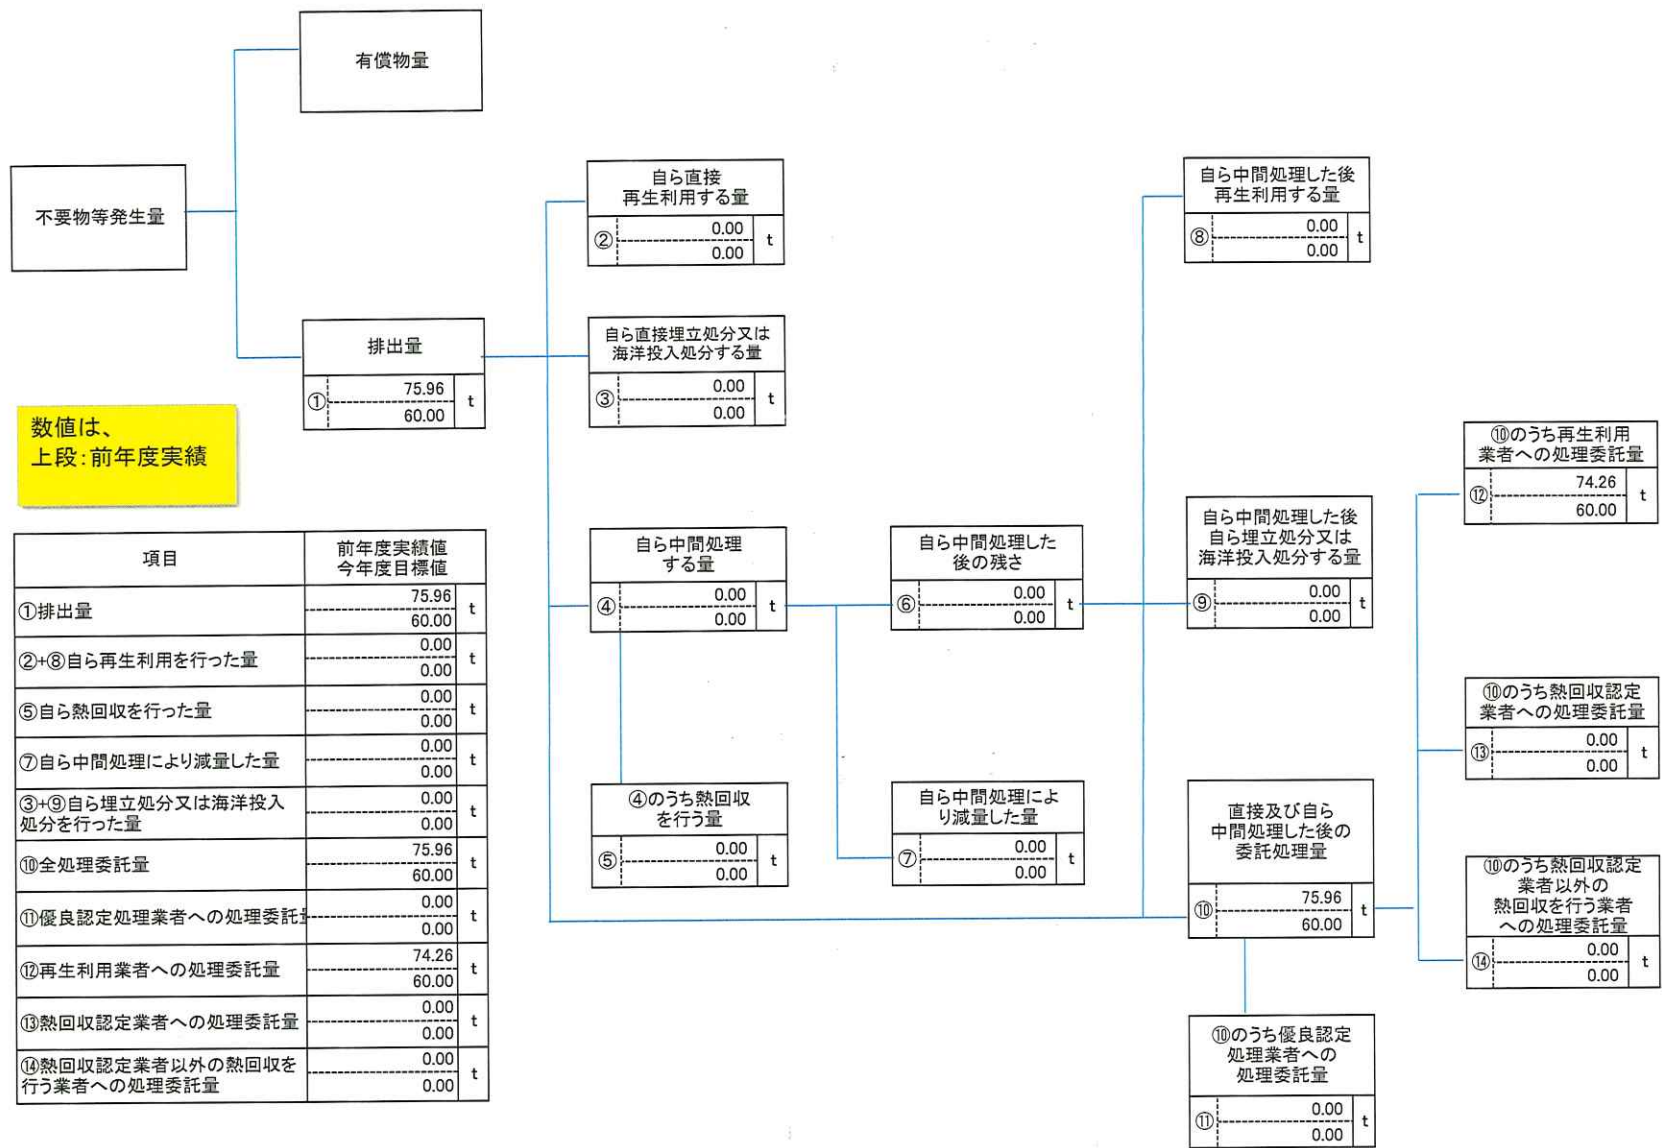 有償物量
不要物等発生量
排出量
① 75.96 t
60.00
数値は、
上段:前年度実績
自ら直接
再生利用する量
② 0.00 t
0.00
自ら直接埋立処分又は
海洋投入処分する量
③ 0.00 t
0.00
自ら中間処理
する量
④ 0.00 t
0.00
④のうち熱回収
を行う量
⑤ 0.00 t
0.00
自ら中間処理した
後の残さ
⑥ 0.00 t
0.00
自ら中間処理によ
り減量した量
⑦ 0.00 t
0.00
自ら中間処理した後
再生利用する量
⑧ 0.00 t
0.00
自ら中間処理した後
自ら埋立処分又は
海洋投入処分する量
⑨ 0.00 t
0.00
直接及び自ら
中間処理した後の
委託処理量
⑩ 75.96 t
60.00
⑩のうち優良認定
処理業者への
処理委託量
⑪ 0.00 t
0.00
⑩のうち再生利用
業者への処理委託量
⑫ 74.26 t
60.00
⑩のうち熱回収認定
業者への処理委託量
⑬ 0.00 t
0.00
⑩のうち熱回収認定
業者以外の
熱回収を行う業者
への処理委託量
⑭ 0.00 t
0.00
項目 前年度実績値
今年度目標値
①排出量 75.96 t
60.00
②+⑧自ら再生利用を行った量 0.00 t
0.00
⑤自ら熱回収を行った量 0.00 t
0.00
⑦自ら中間処理により減量した量 0.00 t
0.00
③+⑨自ら埋立処分又は海洋投入
処分を行った量 0.00 t
0.00
⑩全処理委託量 75.96 t
60.00
⑪優良認定処理業者への処理委託 0.00 t
0.00
⑫再生利用業者への処理委託量 74.26 t
60.00
⑬熱回収認定業者への処理委託量 0.00 t
0.00
⑭熱回収認定業者以外の熱回収を
行う業者への処理委託量 0.00 t
0.00